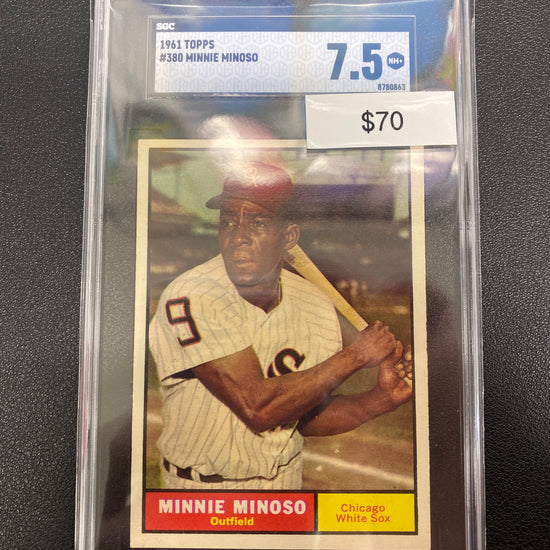 SGC
1961 TOPPS
#380 MINNIE MINOSO
7.5
NM+
8780863
$70
9
MINNIE MINOSO
Outfield
Chicago
White Sox